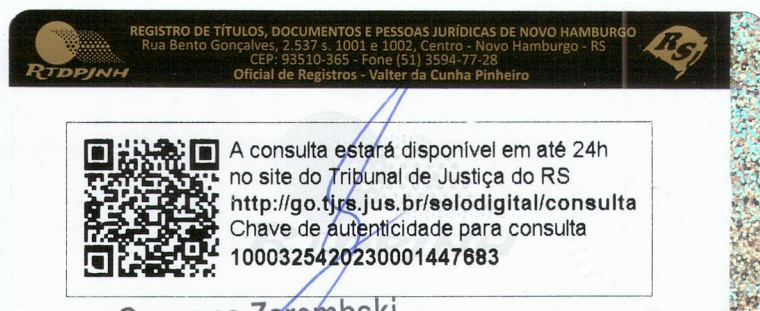 REGISTRO DE TÍTULOS, DOCUMENTOS E PESSOAS JURÍDICAS DE NOVO HAMBURGO
Rua Bento Gonçalves, 2.537 s. 1001 e 1002, Centro - Novo Hamburgo - RS
CEP: 93510-365 - Fone (51) 3594-77-28
Oficial de Registros - Valter da Cunha Pinheiro
RTDPJNH
RS
A consulta estará disponível em até 24h
no site do Tribunal de Justiça do RS
http://go.tjrs.jus.br/selodigital/consulta
Chave de autenticidade para consulta
1000325420230001447683